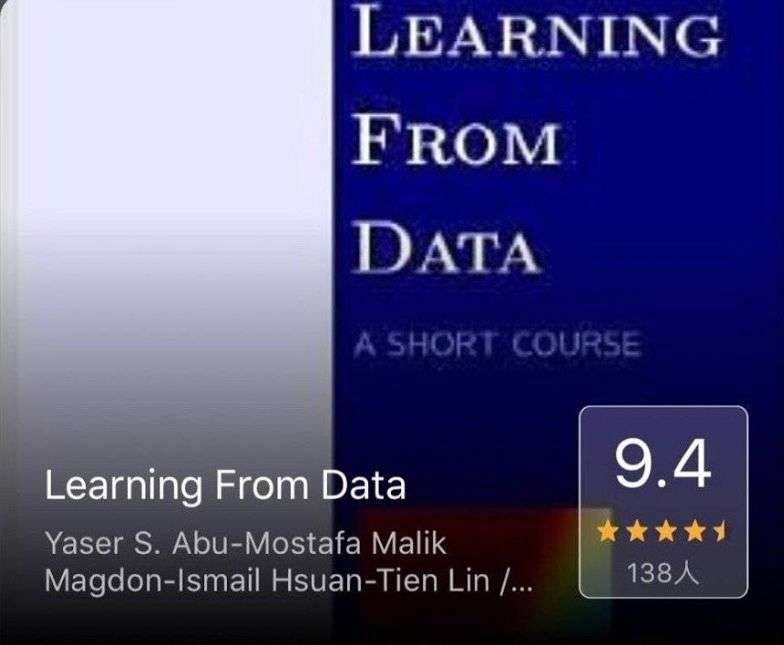 LEARNING
FROM
DATA
A SHORT COURSE
Learning From Data
Yaser S. Abu-Mostafa Malik
Magdon-Ismail Hsuan-Tien Lin /...
9.4
138人